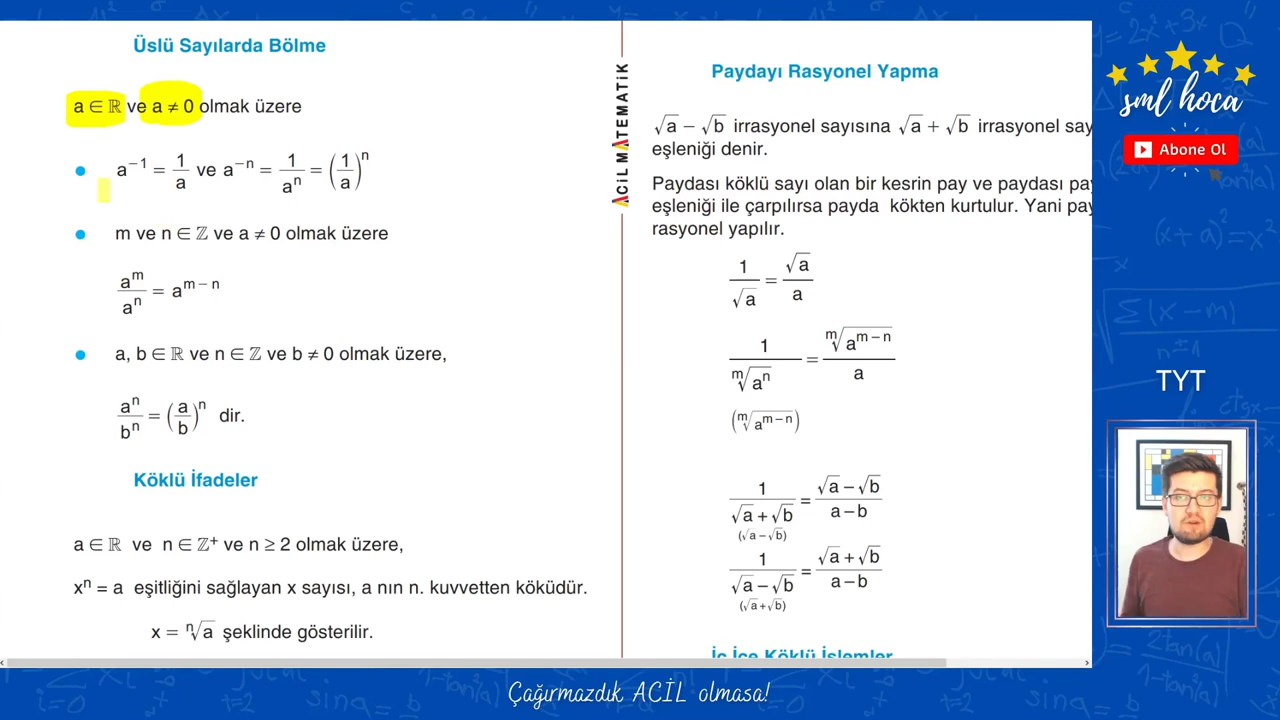 Üslü Sayılarda Bölme
a ∈ ℝ ve a ≠ 0 olmak üzere
• a⁻¹ = 1/a ve a⁻ⁿ = 1/aⁿ = (1/a)ⁿ
• m ve n ∈ ℤ ve a ≠ 0 olmak üzere
aᵐ/aⁿ = aᵐ⁻ⁿ
• a, b ∈ ℝ ve n ∈ ℤ ve b ≠ 0 olmak üzere,
aⁿ/bⁿ = (a/b)ⁿ dir.
Köklü İfadeler
a ∈ ℝ ve n ∈ ℤ⁺ ve n ≥ 2 olmak üzere,
xⁿ = a eşitliğini sağlayan x sayısı, a nın n. kuvvetten köküdür.
x = ⁿ√a şeklinde gösterilir.
ACİL MATEMATİK
Paydayı Rasyonel Yapma
√a − √b irrasyonel sayısına √a + √b irrasyonel say
eşleniği denir.
Paydası köklü sayı olan bir kesrin pay ve paydası pa
eşleniği ile çarpılırsa payda kökten kurtulur. Yani pay
rasyonel yapılır.
1/√a = √a/a
1/ᵐ√aⁿ = ᵐ√aᵐ⁻ⁿ/a
(ᵐ√aᵐ⁻ⁿ)
1/(√a + √b) = (√a − √b)/(a − b)
(√a − √b)
1/(√a − √b) = (√a + √b)/(a − b)
(√a + √b)
İç İçe Köklü İşlemler
sml hoca
Abone Ol
TYT
Çağırmazdık ACİL olmasa!